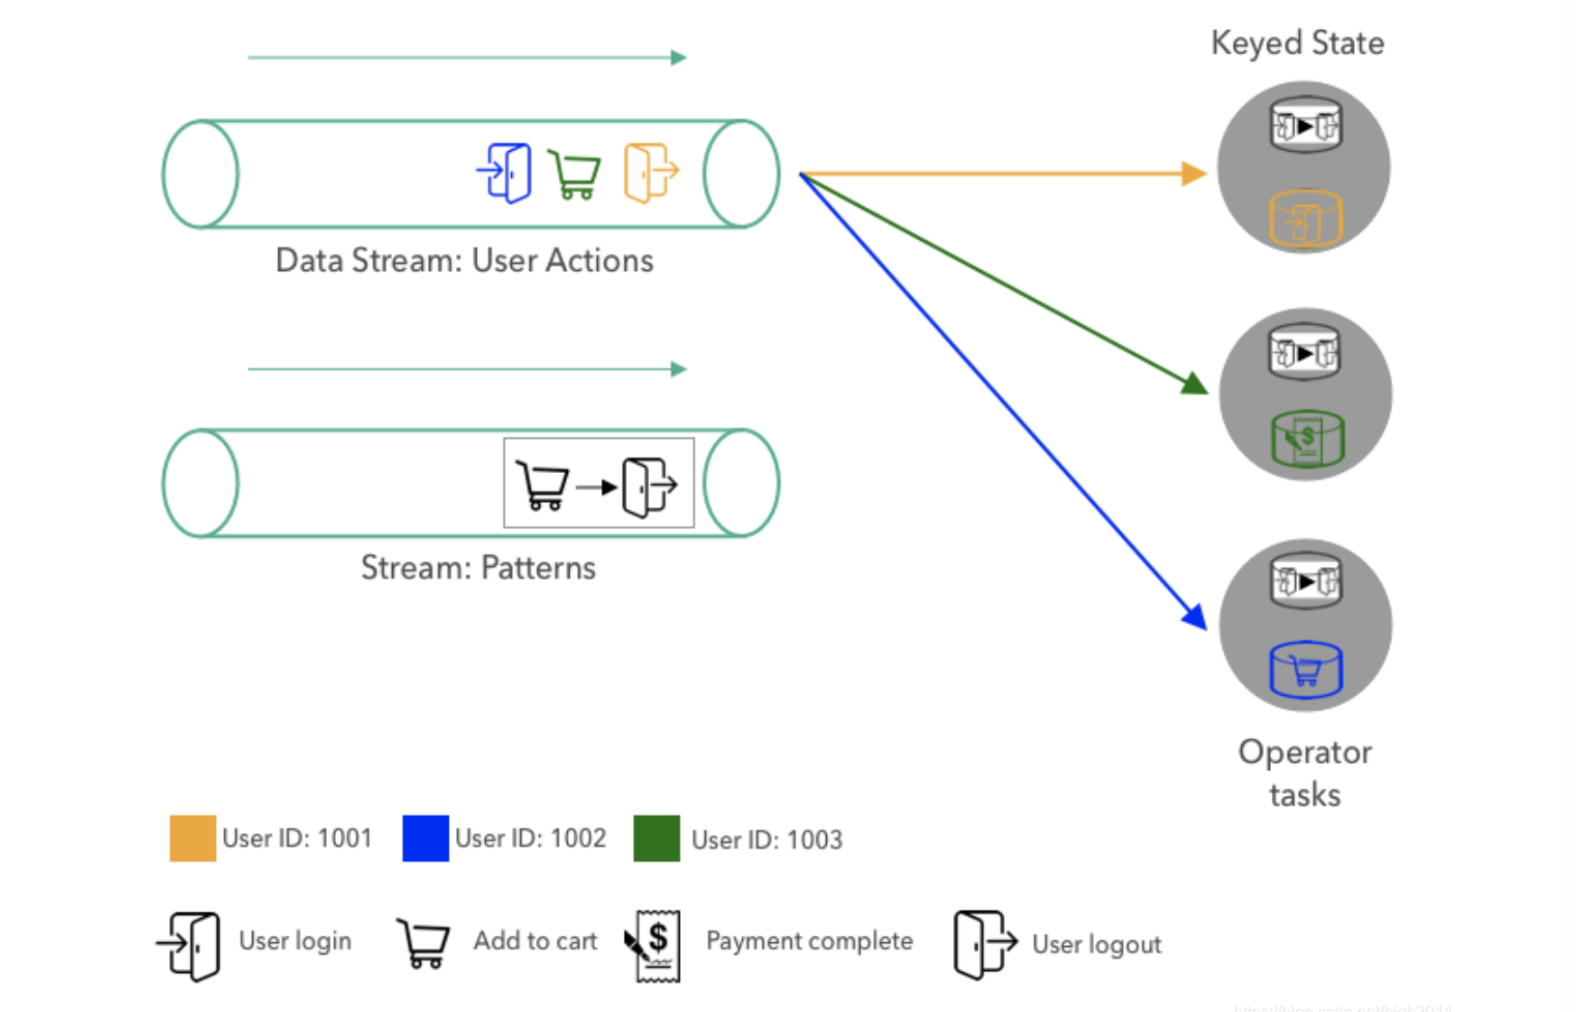 Keyed State
Data Stream: User Actions
Stream: Patterns
Operator
tasks
User ID: 1001
User ID: 1002
User ID: 1003
User login
Add to cart
$
Payment complete
User logout